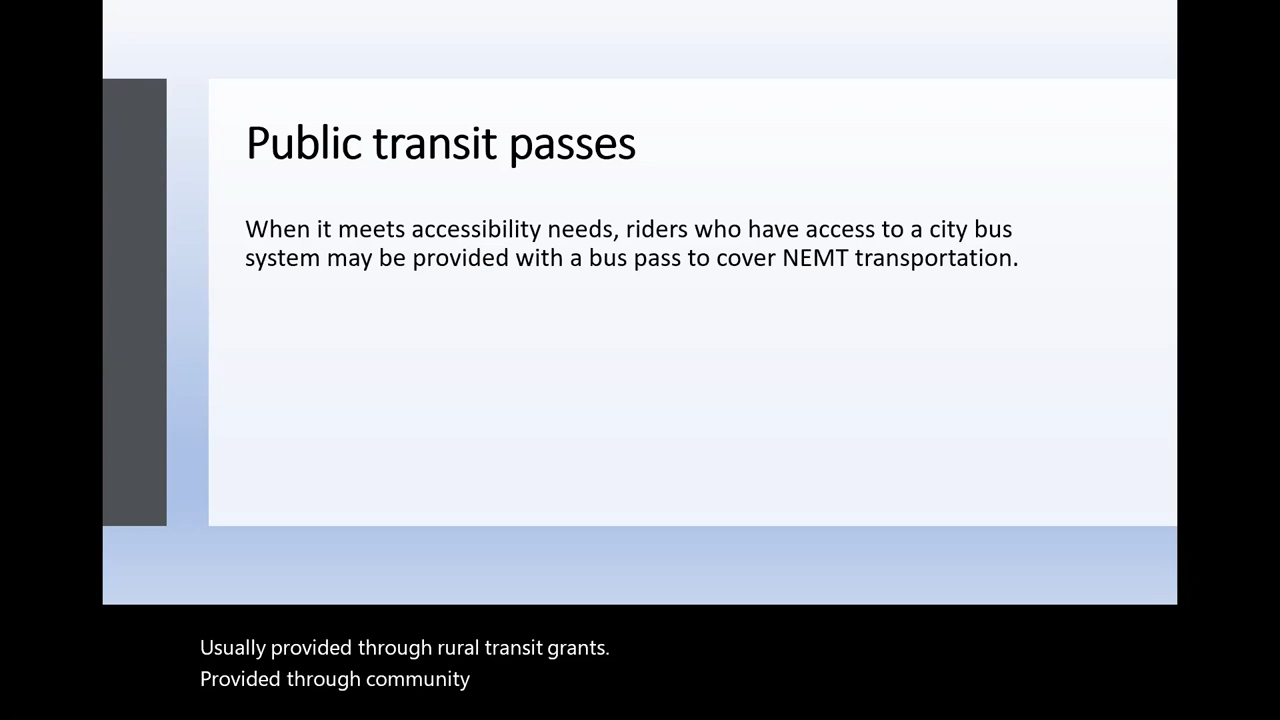 Public transit passes
When it meets accessibility needs, riders who have access to a city bus
system may be provided with a bus pass to cover NEMT transportation.
Usually provided through rural transit grants.
Provided through community